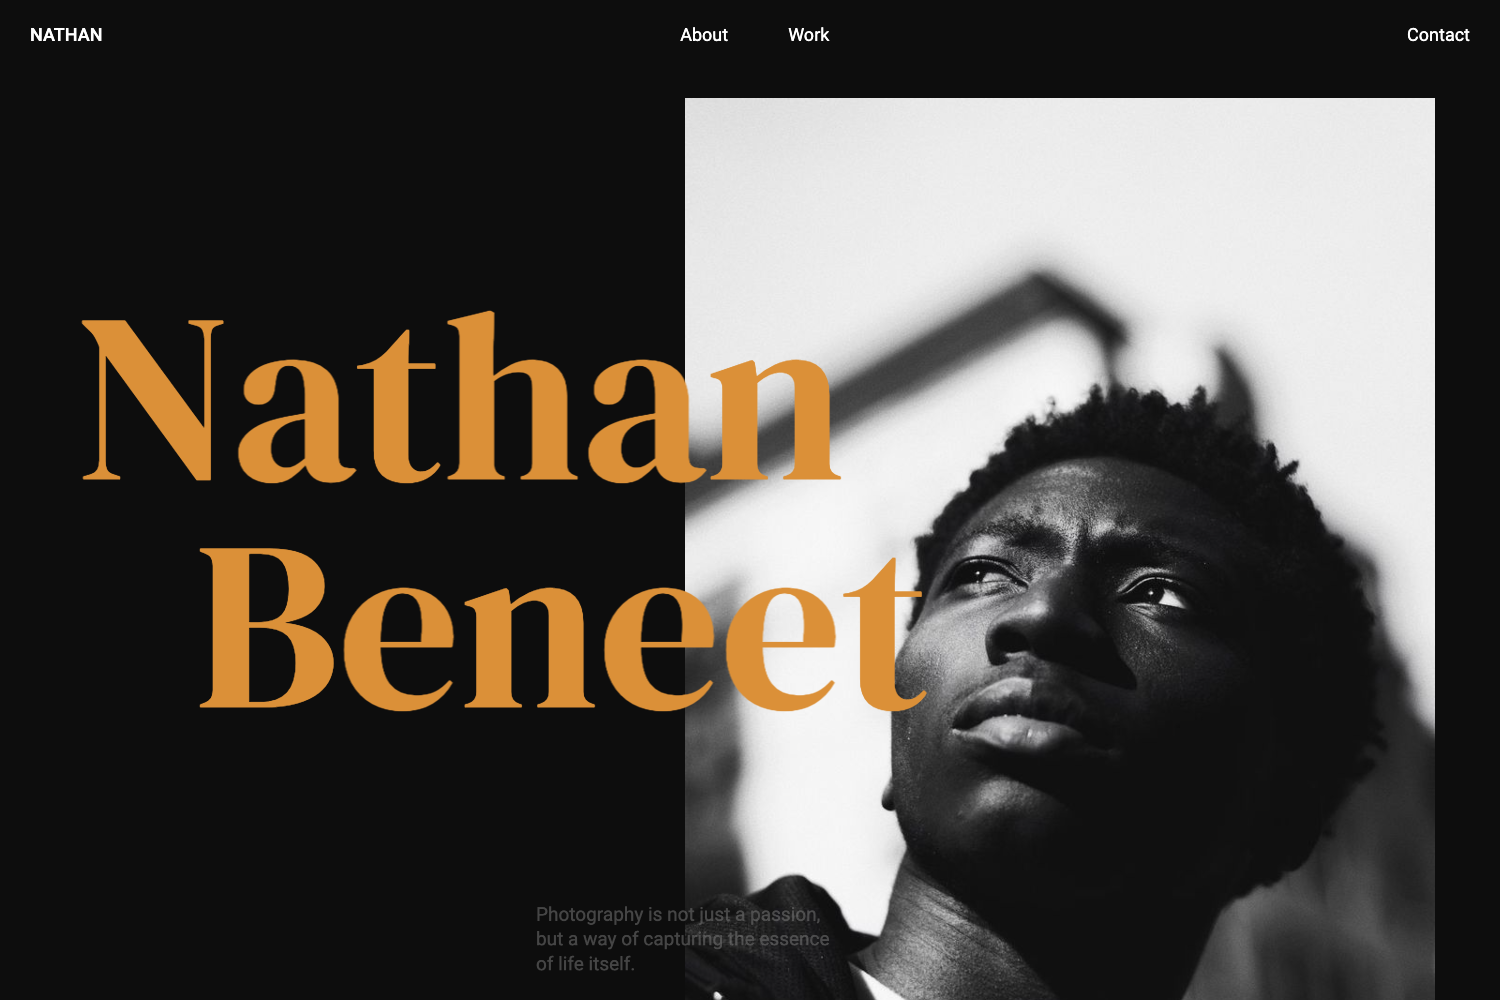 NATHAN
About
Work
Contact
Nathan
Beneet
Photography is not just a passion,
but a way of capturing the essence
of life itself.